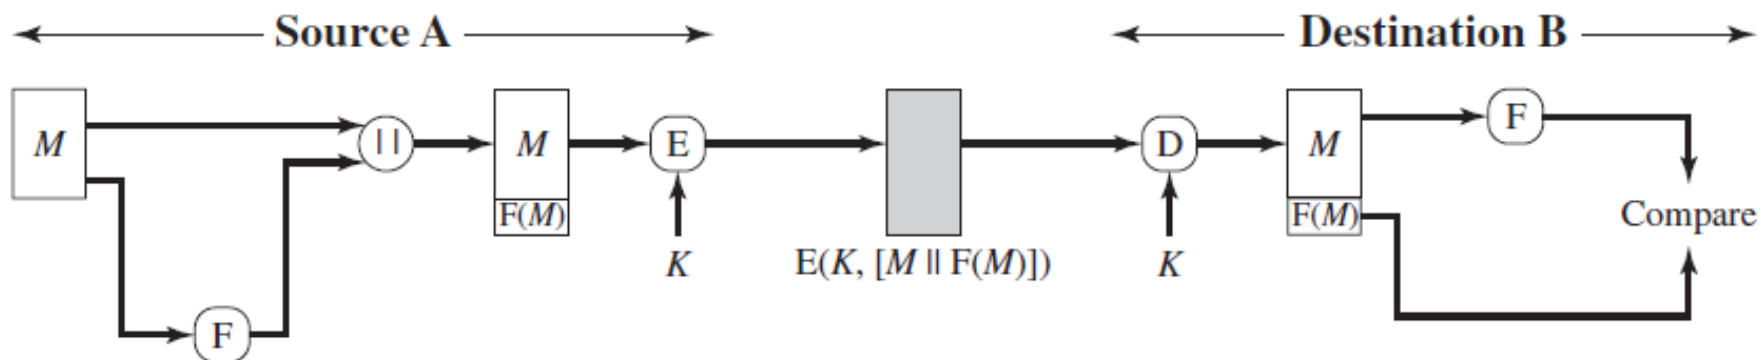 Source A
Destination B
M
||
M
F(M)
E
K
E(K, [M || F(M)])
D
K
M
F(M)
F
Compare
F